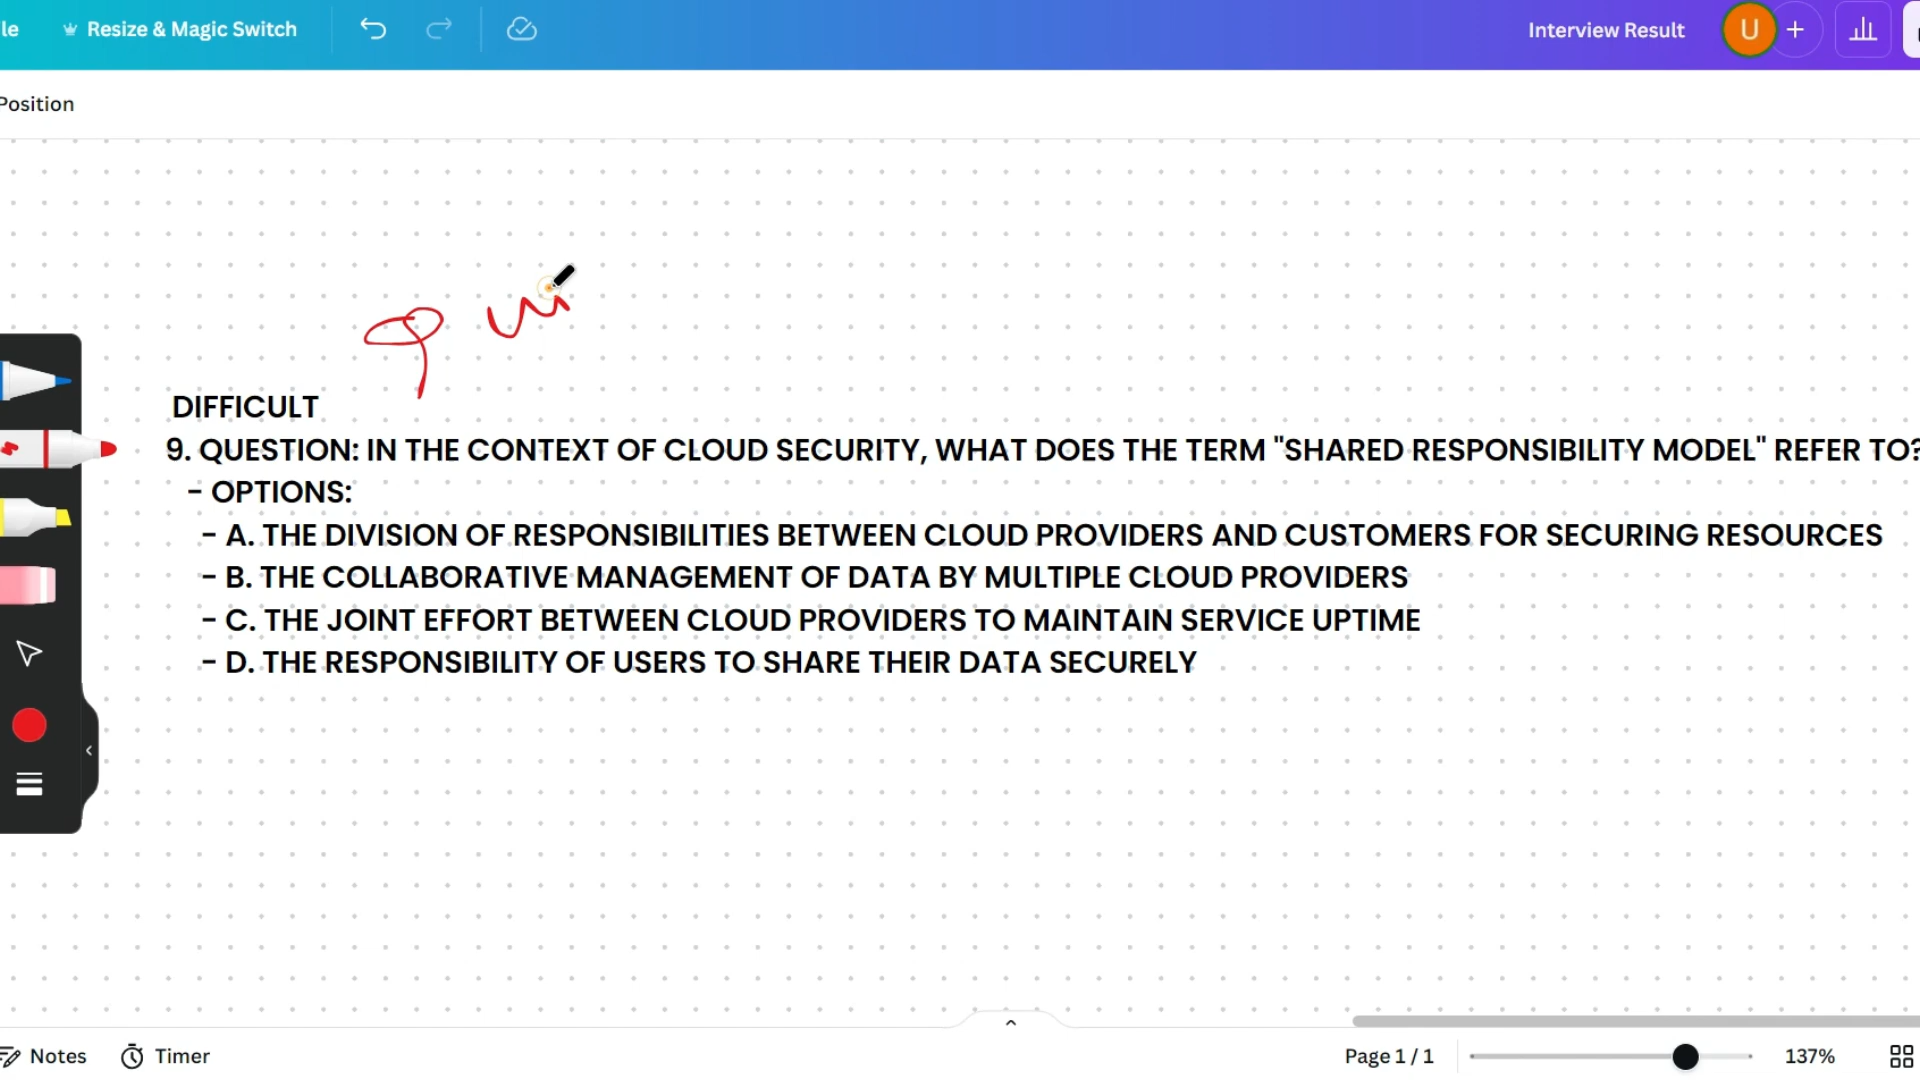 le Resize & Magic Switch Interview Result U
Position
DIFFICULT
9. QUESTION: IN THE CONTEXT OF CLOUD SECURITY, WHAT DOES THE TERM "SHARED RESPONSIBILITY MODEL" REFER TO?
- OPTIONS:
- A. THE DIVISION OF RESPONSIBILITIES BETWEEN CLOUD PROVIDERS AND CUSTOMERS FOR SECURING RESOURCES
- B. THE COLLABORATIVE MANAGEMENT OF DATA BY MULTIPLE CLOUD PROVIDERS
- C. THE JOINT EFFORT BETWEEN CLOUD PROVIDERS TO MAINTAIN SERVICE UPTIME
- D. THE RESPONSIBILITY OF USERS TO SHARE THEIR DATA SECURELY
Notes Timer Page 1 / 1 137%